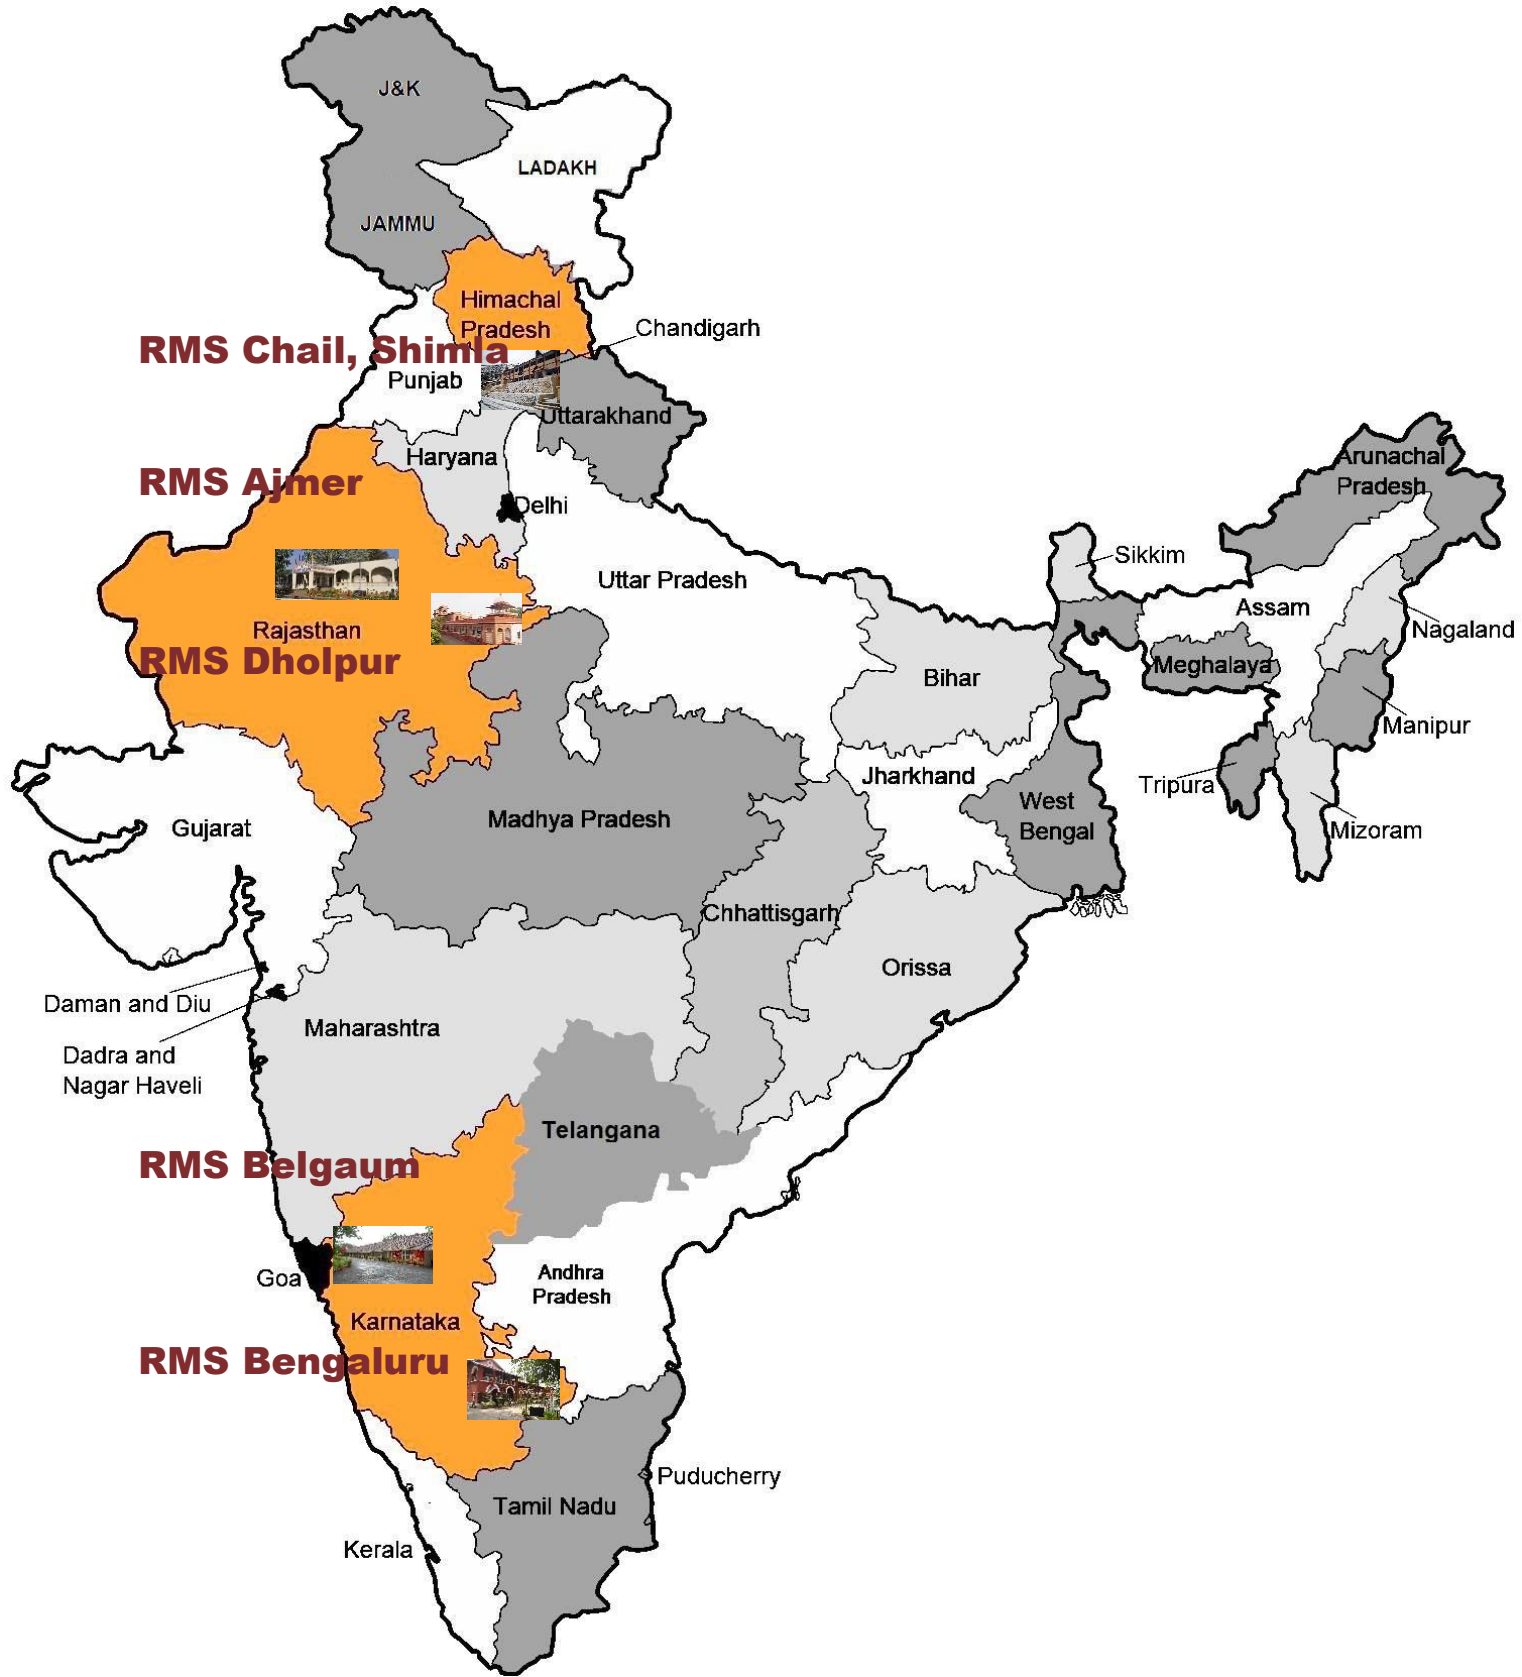 J&K
LADAKH
JAMMU
Himachal
Pradesh
Chandigarh
RMS Chail, Shimla
Punjab
Uttarakhand
Haryana
Arunachal
Pradesh
RMS Ajmer
Delhi
Sikkim
Uttar Pradesh
Assam
Nagaland
Rajasthan
RMS Dholpur
Meghalaya
Bihar
Manipur
Jharkhand
Tripura
West
Bengal
Gujarat
Madhya Pradesh
Mizoram
Chhattisgarh
Orissa
Daman and Diu
Maharashtra
Dadra and
Nagar Haveli
Telangana
RMS Belgaum
Goa
Andhra
Pradesh
Karnataka
RMS Bengaluru
Puducherry
Tamil Nadu
Kerala